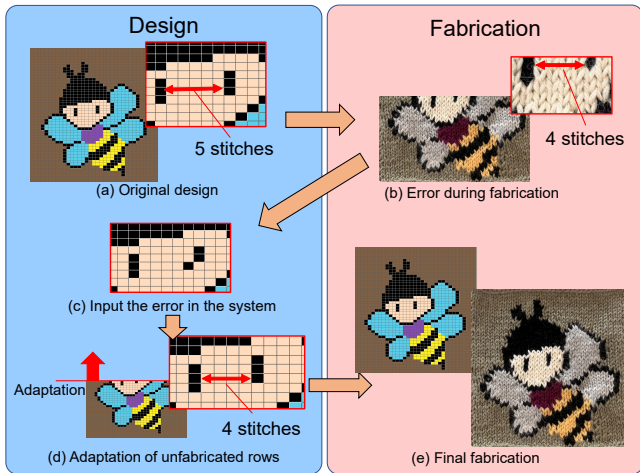 Design
Fabrication
5 stitches
4 stitches
(a) Original design
(b) Error during fabrication
(c) Input the error in the system
Adaptation
4 stitches
(d) Adaptation of unfabricated rows
(e) Final fabrication